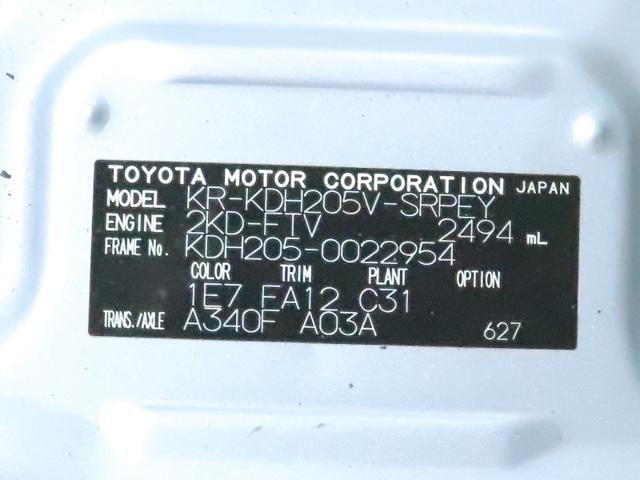 TOYOTA MOTOR CORPORATION JAPAN
MODEL KR-KDH205V-SRPEY
ENGINE 2KD-FTV 2494 mL
FRAME No. KDH205-0022954
COLOR TRIM PLANT OPTION
1E7 FA12 C31
TRANS./AXLE A340F A03A 627